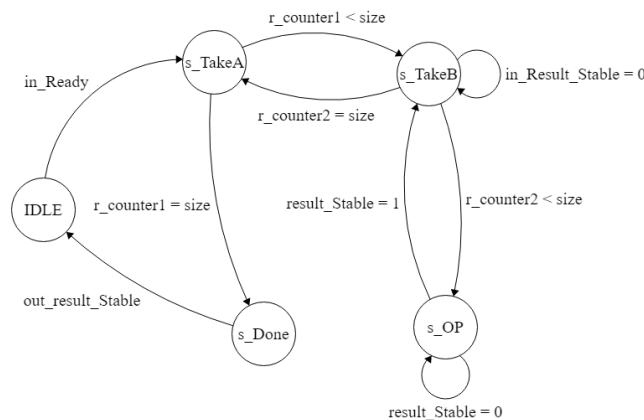 r_counter1 < size
s_TakeA
s_TakeB
in_Ready
in_Result_Stable = 0
r_counter2 = size
IDLE
r_counter1 = size
result_Stable = 1
r_counter2 < size
out_result_Stable
s_Done
s_OP
result_Stable = 0